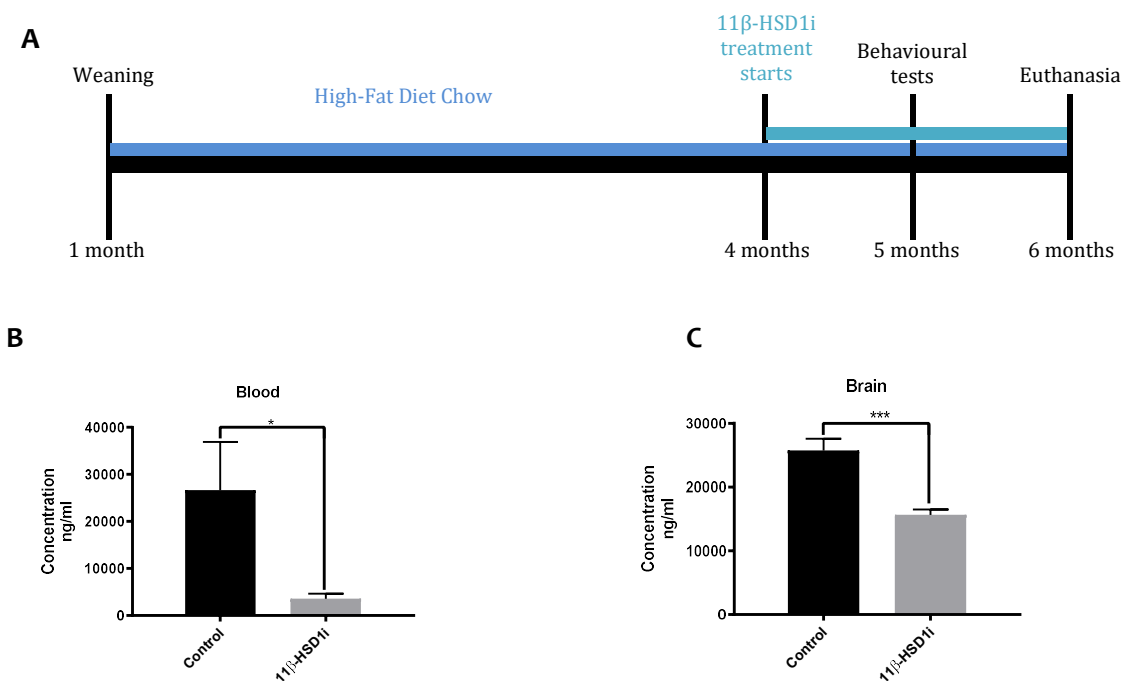 A
11β-HSD1i
treatment
starts
Weaning
Behavioural
tests
Euthanasia
High-Fat Diet Chow
1 month
4 months
5 months
6 months
B
Blood
*
40000
30000
20000
10000
0
Concentration
ng/ml
Control
11β-HSD1i
C
Brain
***
30000
20000
10000
0
Concentration
ng/ml
Control
11β-HSD1i